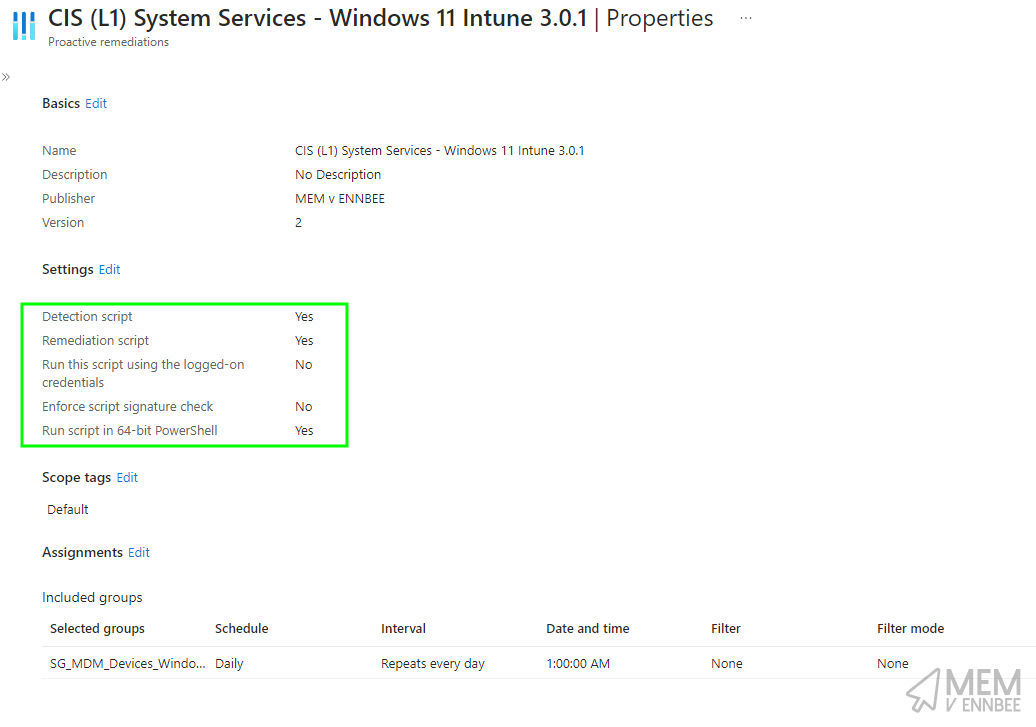 CIS (L1) System Services - Windows 11 Intune 3.0.1 | Properties ...
Proactive remediations
»
Basics Edit
Name CIS (L1) System Services - Windows 11 Intune 3.0.1
Description No Description
Publisher MEM v ENNBEE
Version 2
Settings Edit
Detection script Yes
Remediation script Yes
Run this script using the logged-on No
credentials
Enforce script signature check No
Run script in 64-bit PowerShell Yes
Scope tags Edit
Default
Assignments Edit
Included groups
Selected groups Schedule Interval Date and time Filter Filter mode
SG_MDM_Devices_Windo... Daily Repeats every day 1:00:00 AM None None
MEM
V ENNBEE